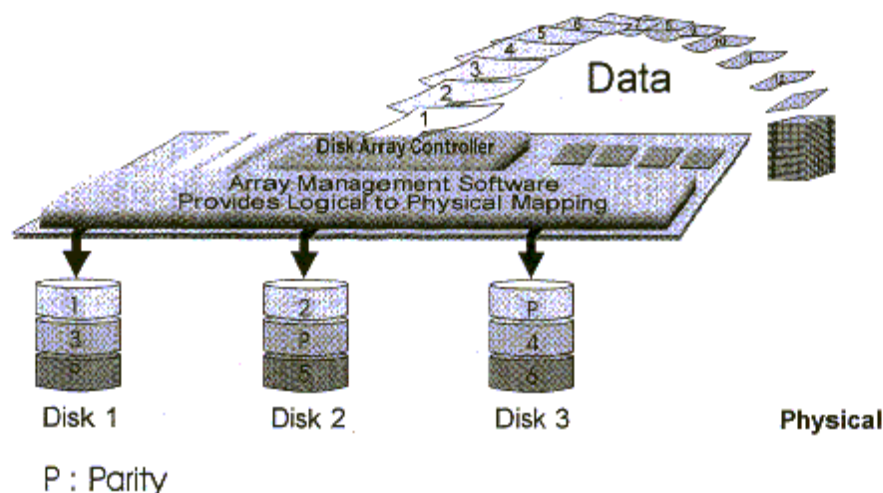 6
5
4
3
2
1
Data
Disk Array Controller
Array Management Software
Provides Logical to Physical Mapping
1 2 P
3 P 4
P 5 6
Disk 1 Disk 2 Disk 3 Physical
P : Parity